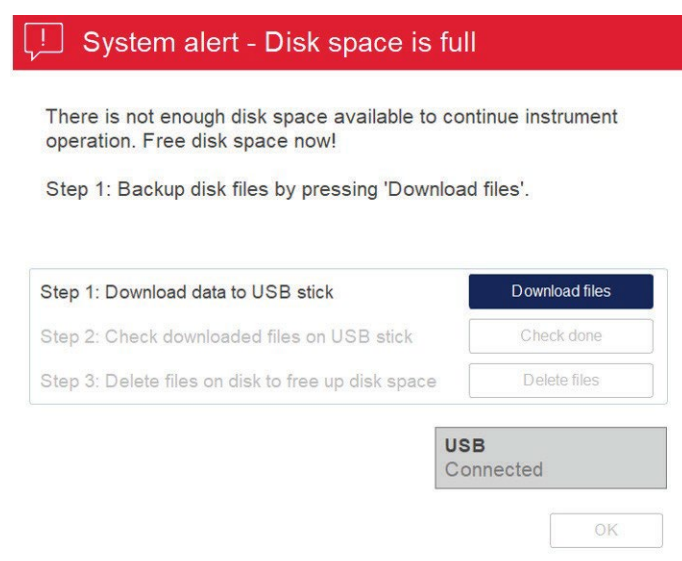 System alert - Disk space is full
There is not enough disk space available to continue instrument
operation. Free disk space now!
Step 1: Backup disk files by pressing 'Download files'.
Step 1: Download data to USB stick
Download files
Step 2: Check downloaded files on USB stick
Check done
Step 3: Delete files on disk to free up disk space
Delete files
USB
Connected
OK